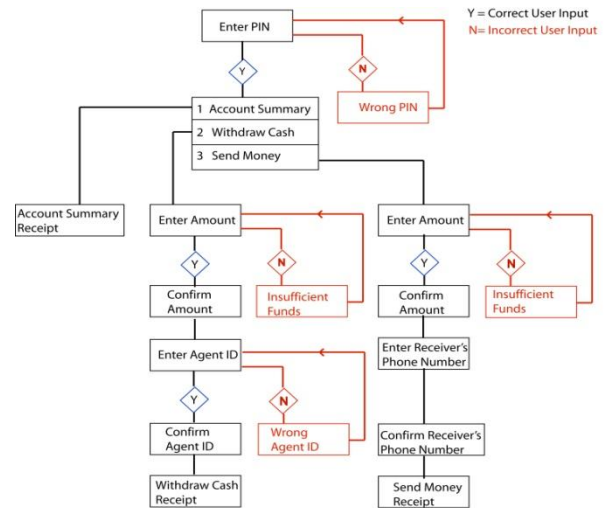 Y = Correct User Input
N= Incorrect User Input
Enter PIN
Y
N
Wrong PIN
1 Account Summary
2 Withdraw Cash
3 Send Money
Account Summary
Receipt
Enter Amount
Y
N
Insufficient
Funds
Confirm
Amount
Enter Agent ID
Y
N
Wrong
Agent ID
Confirm
Agent ID
Withdraw Cash
Receipt
Enter Amount
Y
N
Insufficient
Funds
Confirm
Amount
Enter Receiver's
Phone Number
Confirm Receiver's
Phone Number
Send Money
Receipt